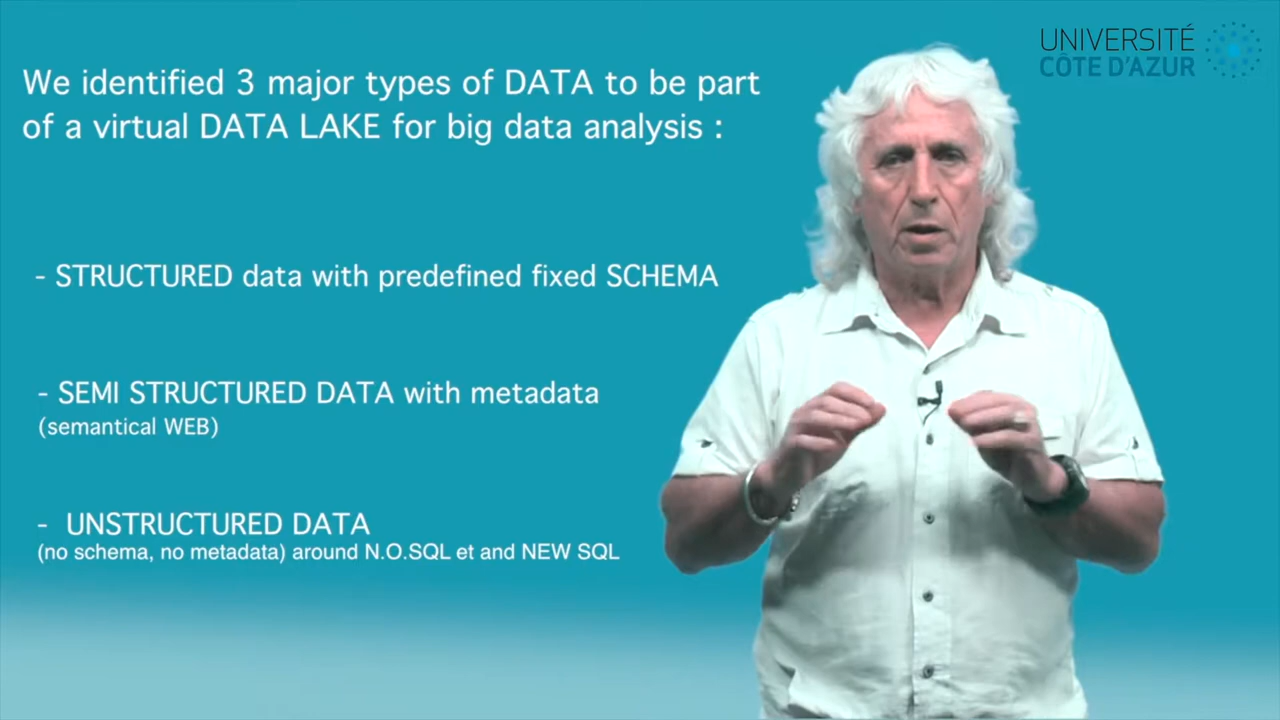 We identified 3 major types of DATA to be part
of a virtual DATA LAKE for big data analysis :
- STRUCTURED data with predefined fixed SCHEMA
- SEMI STRUCTURED DATA with metadata
(semantical WEB)
- UNSTRUCTURED DATA
(no schema, no metadata) around N.O.SQL et and NEW SQL
UNIVERSITÉ
CÔTE D'AZUR